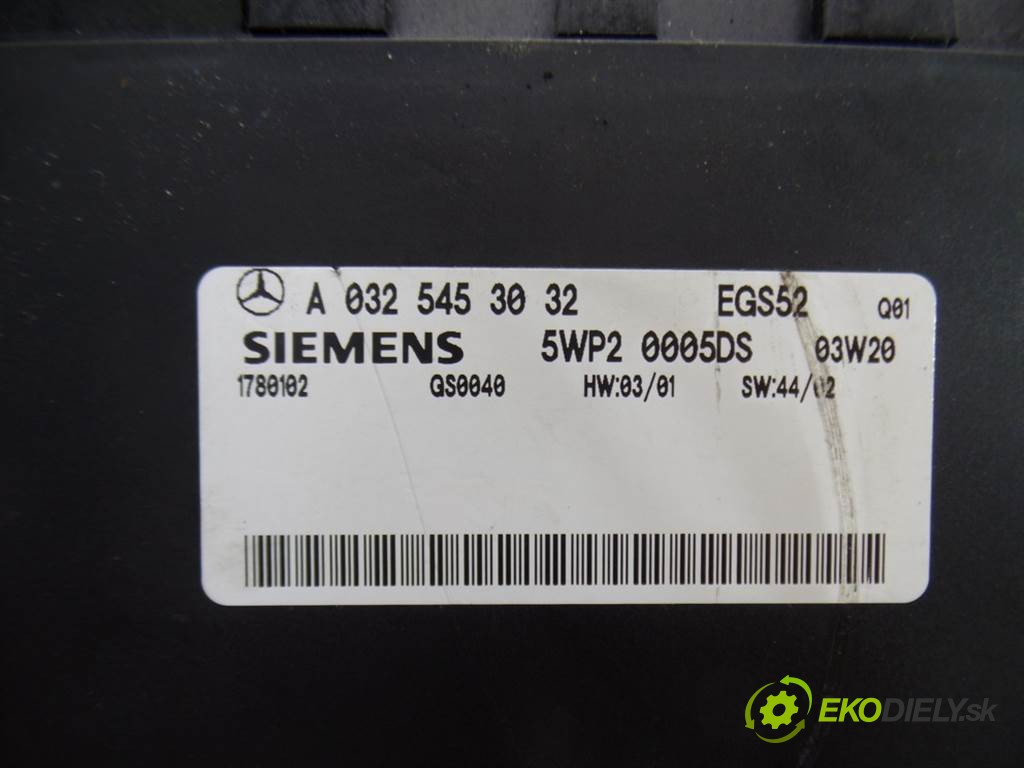 A 032 545 30 32 EGS52 Q01
SIEMENS 5WP2 0005DS 03W20
1780102 GS0040 HW:03/01 SW:44/02
EKODIELY.sk